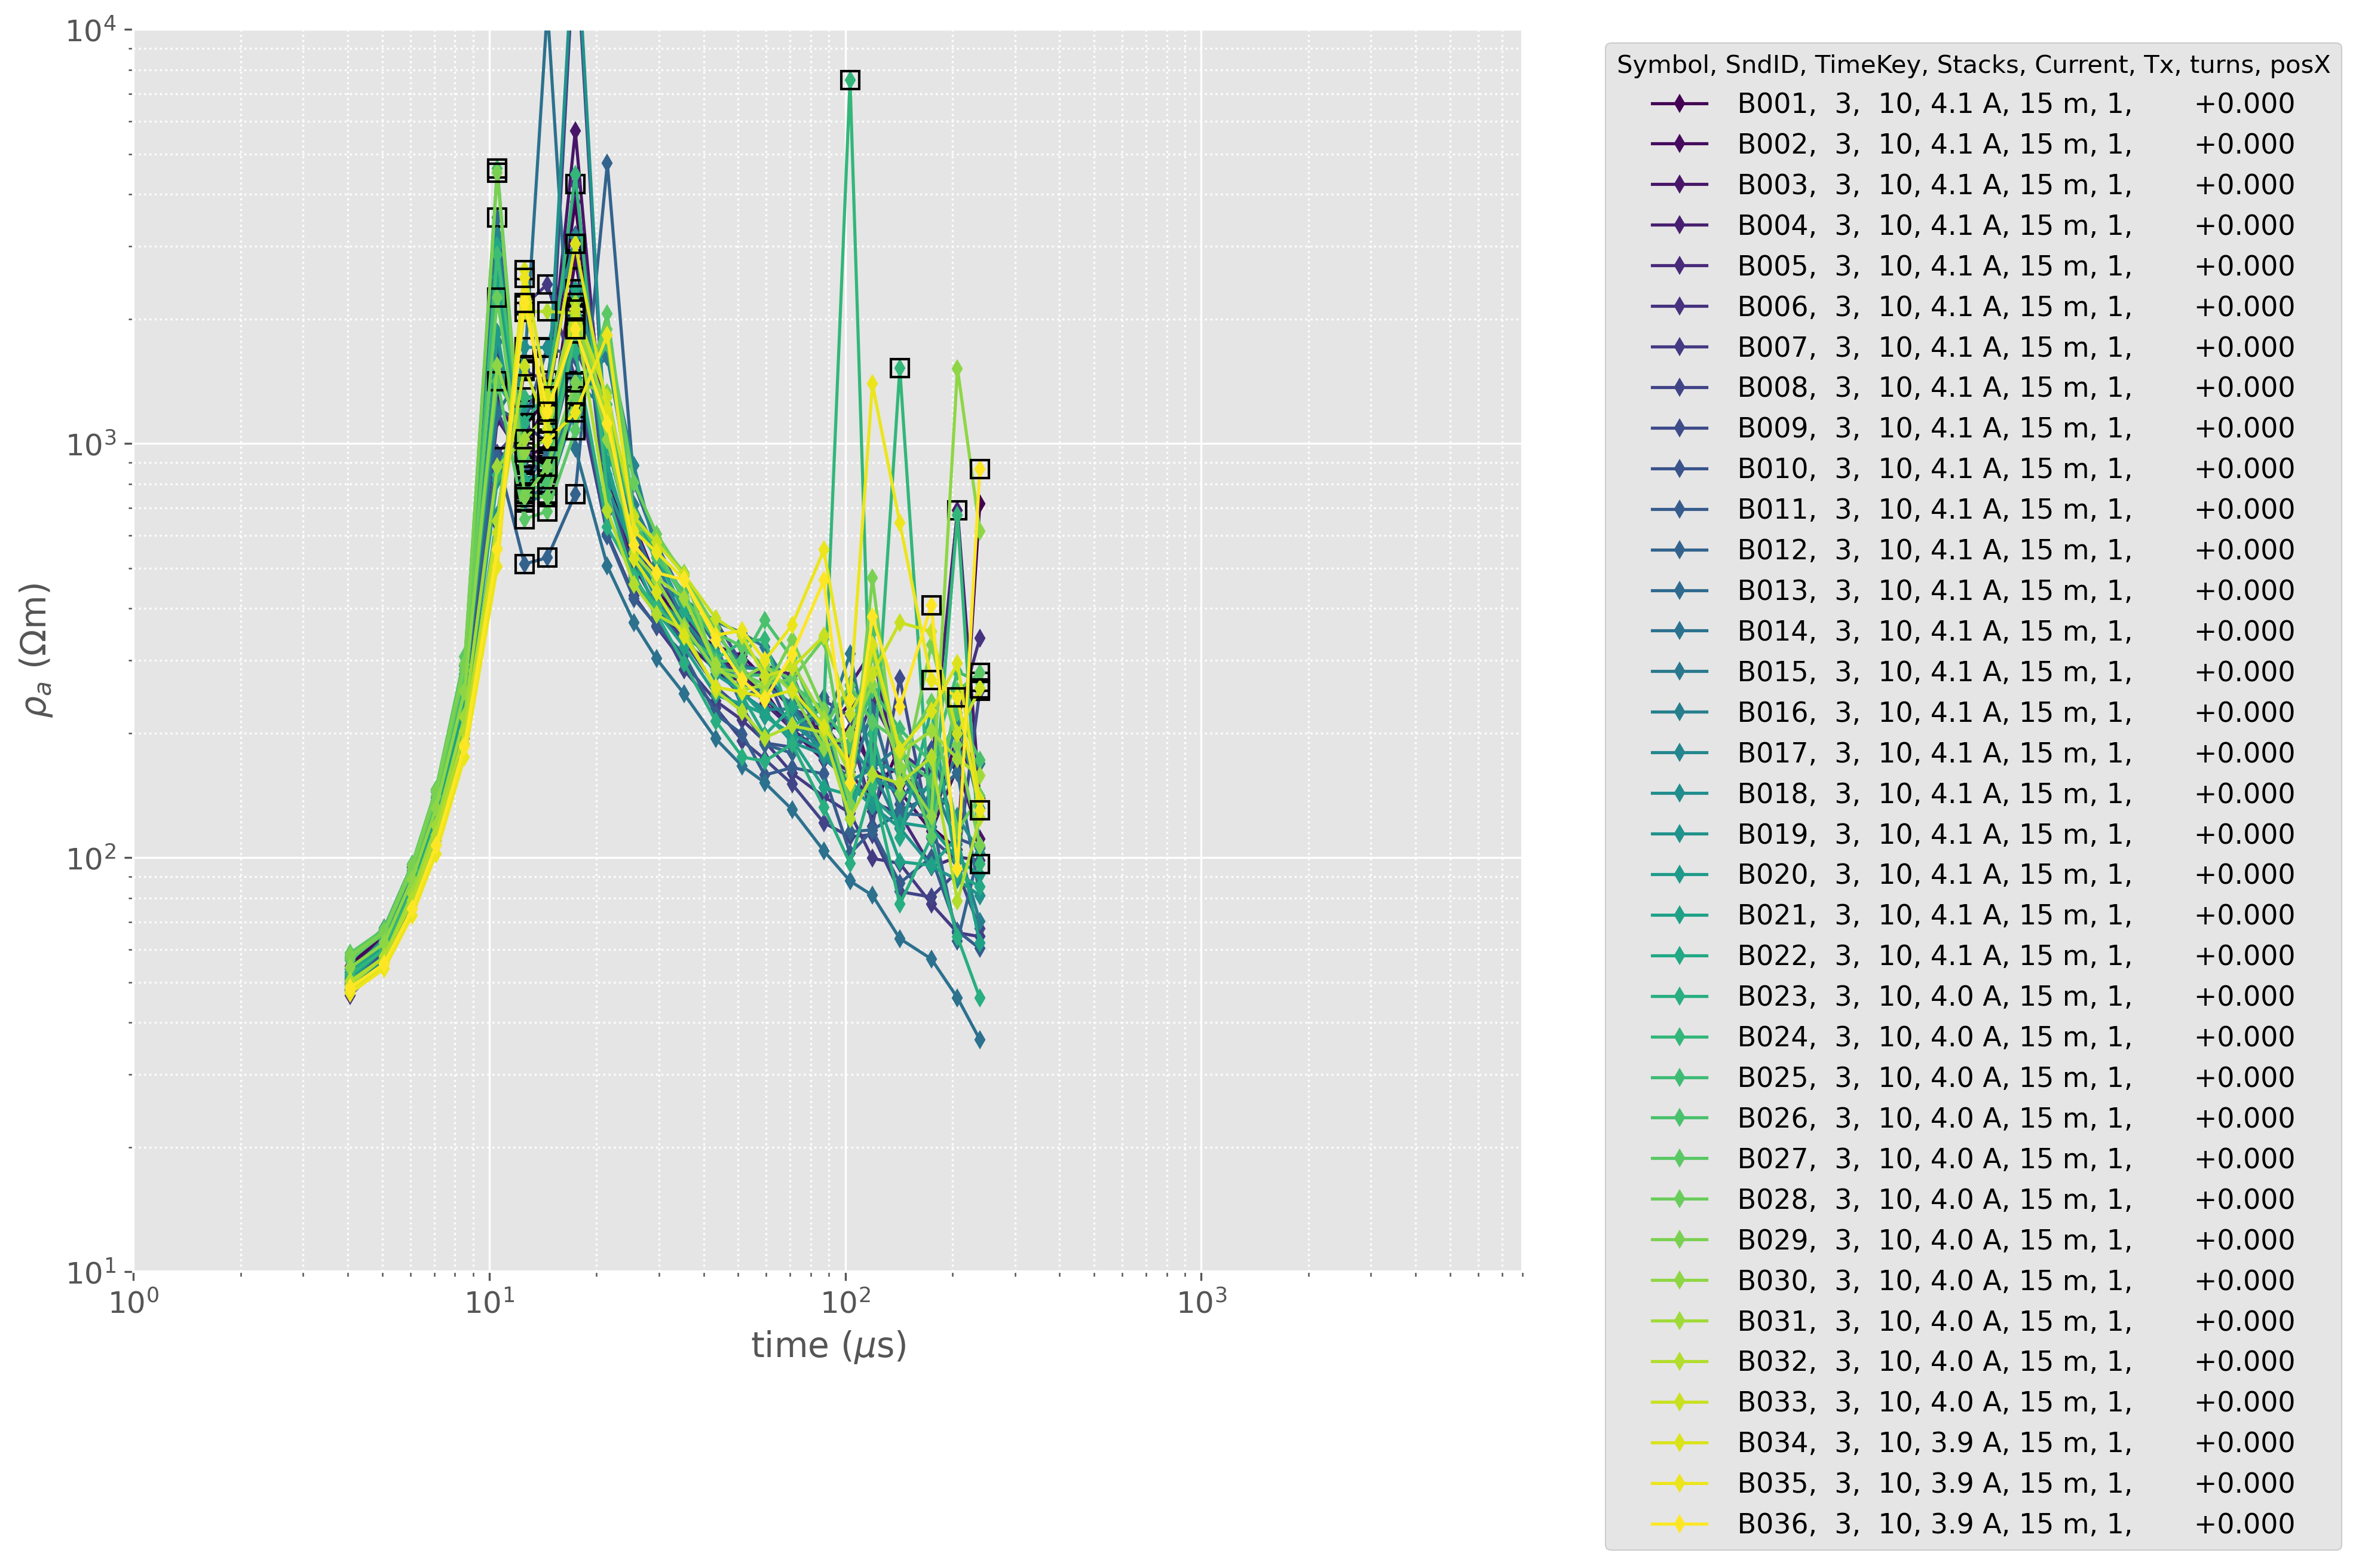 10⁴
10³
10²
10¹
ρₐ (Ωm)
10⁰ 10¹ 10² 10³
time (μs)
Symbol, SndID, TimeKey, Stacks, Current, Tx, turns, posX
B001, 3, 10, 4.1 A, 15 m, 1, +0.000
B002, 3, 10, 4.1 A, 15 m, 1, +0.000
B003, 3, 10, 4.1 A, 15 m, 1, +0.000
B004, 3, 10, 4.1 A, 15 m, 1, +0.000
B005, 3, 10, 4.1 A, 15 m, 1, +0.000
B006, 3, 10, 4.1 A, 15 m, 1, +0.000
B007, 3, 10, 4.1 A, 15 m, 1, +0.000
B008, 3, 10, 4.1 A, 15 m, 1, +0.000
B009, 3, 10, 4.1 A, 15 m, 1, +0.000
B010, 3, 10, 4.1 A, 15 m, 1, +0.000
B011, 3, 10, 4.1 A, 15 m, 1, +0.000
B012, 3, 10, 4.1 A, 15 m, 1, +0.000
B013, 3, 10, 4.1 A, 15 m, 1, +0.000
B014, 3, 10, 4.1 A, 15 m, 1, +0.000
B015, 3, 10, 4.1 A, 15 m, 1, +0.000
B016, 3, 10, 4.1 A, 15 m, 1, +0.000
B017, 3, 10, 4.1 A, 15 m, 1, +0.000
B018, 3, 10, 4.1 A, 15 m, 1, +0.000
B019, 3, 10, 4.1 A, 15 m, 1, +0.000
B020, 3, 10, 4.1 A, 15 m, 1, +0.000
B021, 3, 10, 4.1 A, 15 m, 1, +0.000
B022, 3, 10, 4.1 A, 15 m, 1, +0.000
B023, 3, 10, 4.0 A, 15 m, 1, +0.000
B024, 3, 10, 4.0 A, 15 m, 1, +0.000
B025, 3, 10, 4.0 A, 15 m, 1, +0.000
B026, 3, 10, 4.0 A, 15 m, 1, +0.000
B027, 3, 10, 4.0 A, 15 m, 1, +0.000
B028, 3, 10, 4.0 A, 15 m, 1, +0.000
B029, 3, 10, 4.0 A, 15 m, 1, +0.000
B030, 3, 10, 4.0 A, 15 m, 1, +0.000
B031, 3, 10, 4.0 A, 15 m, 1, +0.000
B032, 3, 10, 4.0 A, 15 m, 1, +0.000
B033, 3, 10, 4.0 A, 15 m, 1, +0.000
B034, 3, 10, 3.9 A, 15 m, 1, +0.000
B035, 3, 10, 3.9 A, 15 m, 1, +0.000
B036, 3, 10, 3.9 A, 15 m, 1, +0.000